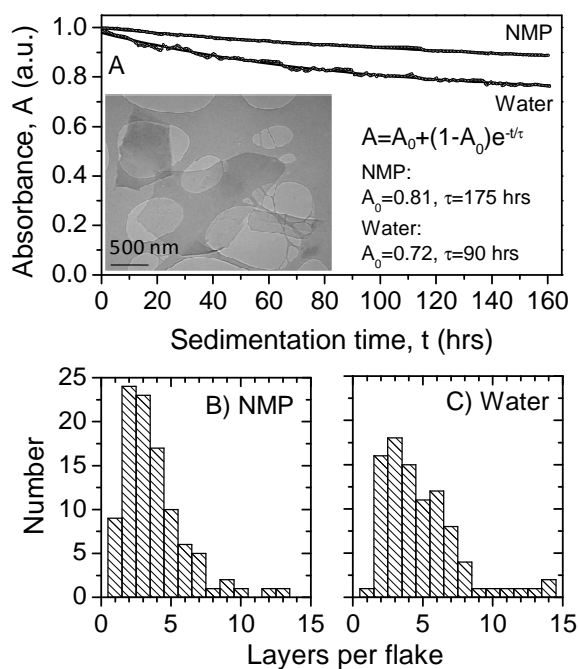 Absorbance, A (a.u.)
1.0
0.8
0.6
0.4
0.2
0.0
A
NMP
Water
A=A₀+(1-A₀)e^-t/τ
NMP:
A₀=0.81, τ=175 hrs
Water:
A₀=0.72, τ=90 hrs
500 nm
0 20 40 60 80 100 120 140 160
Sedimentation time, t (hrs)
Number
25
20
15
10
5
0
B) NMP
C) Water
0 5 10 15
0 5 10 15
Layers per flake